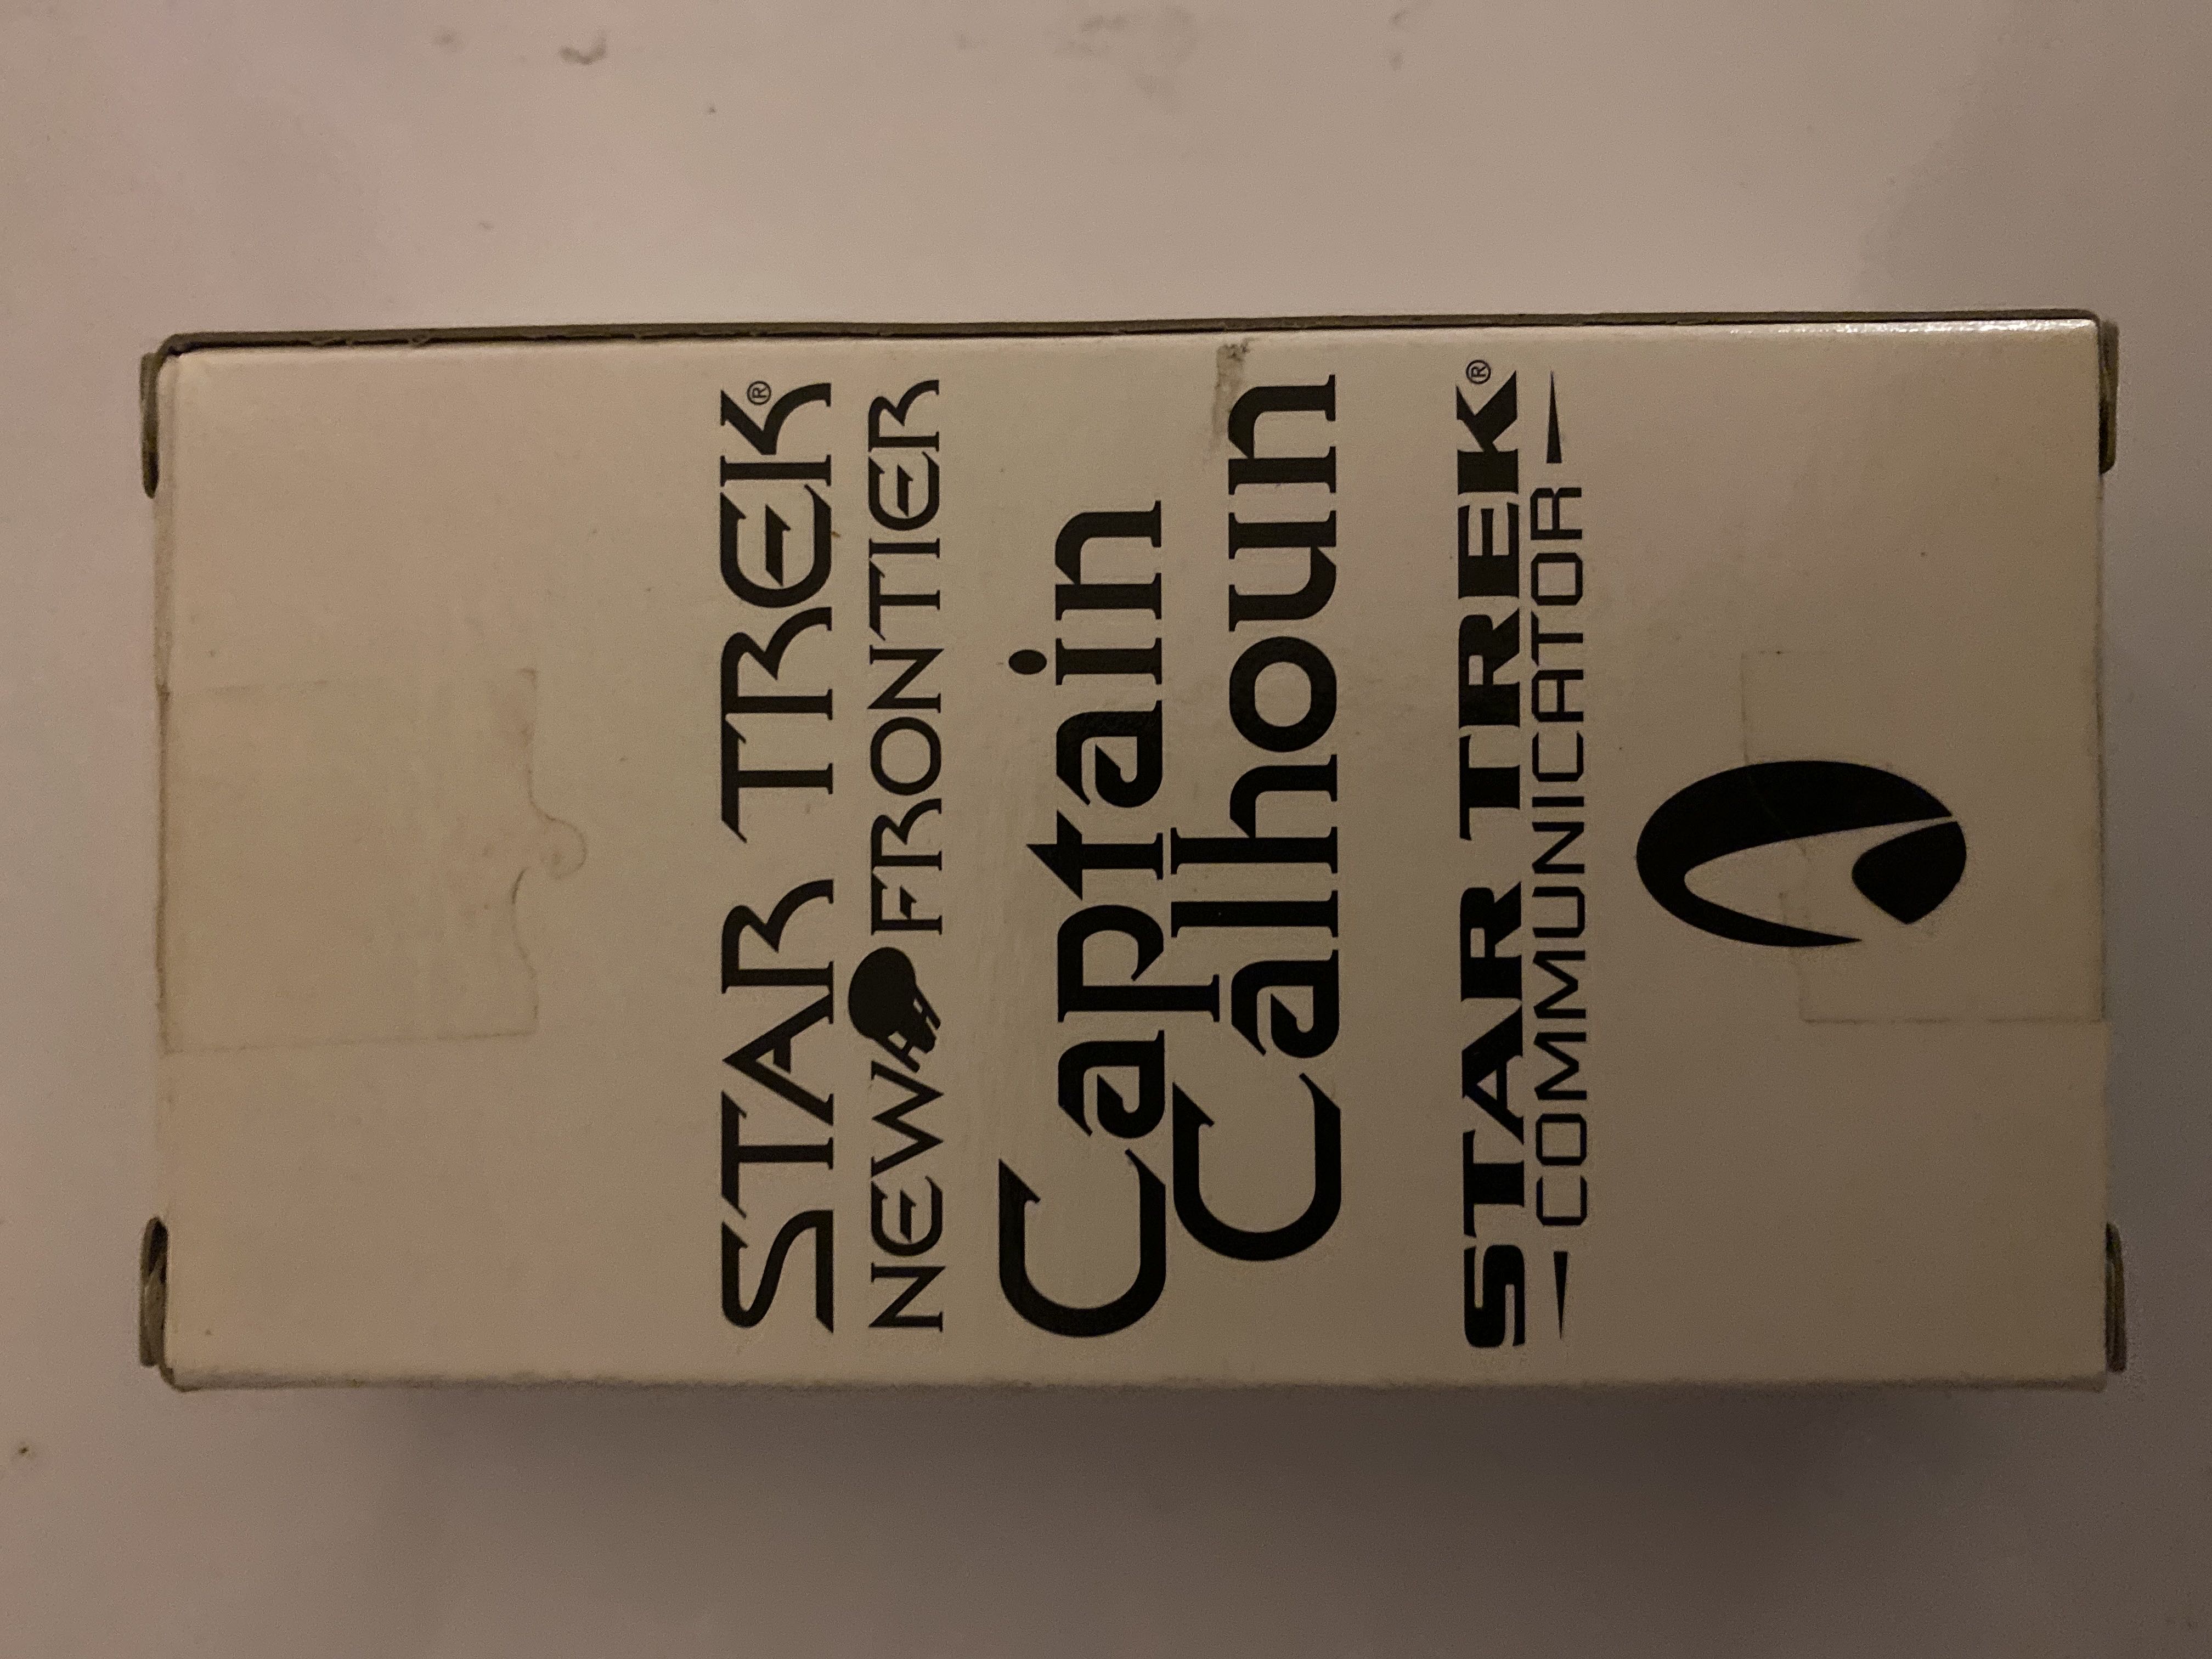 STAR TREK®
NEW FRONTIER
Captain
Calhoun
STAR TREK®
COMMUNICATOR